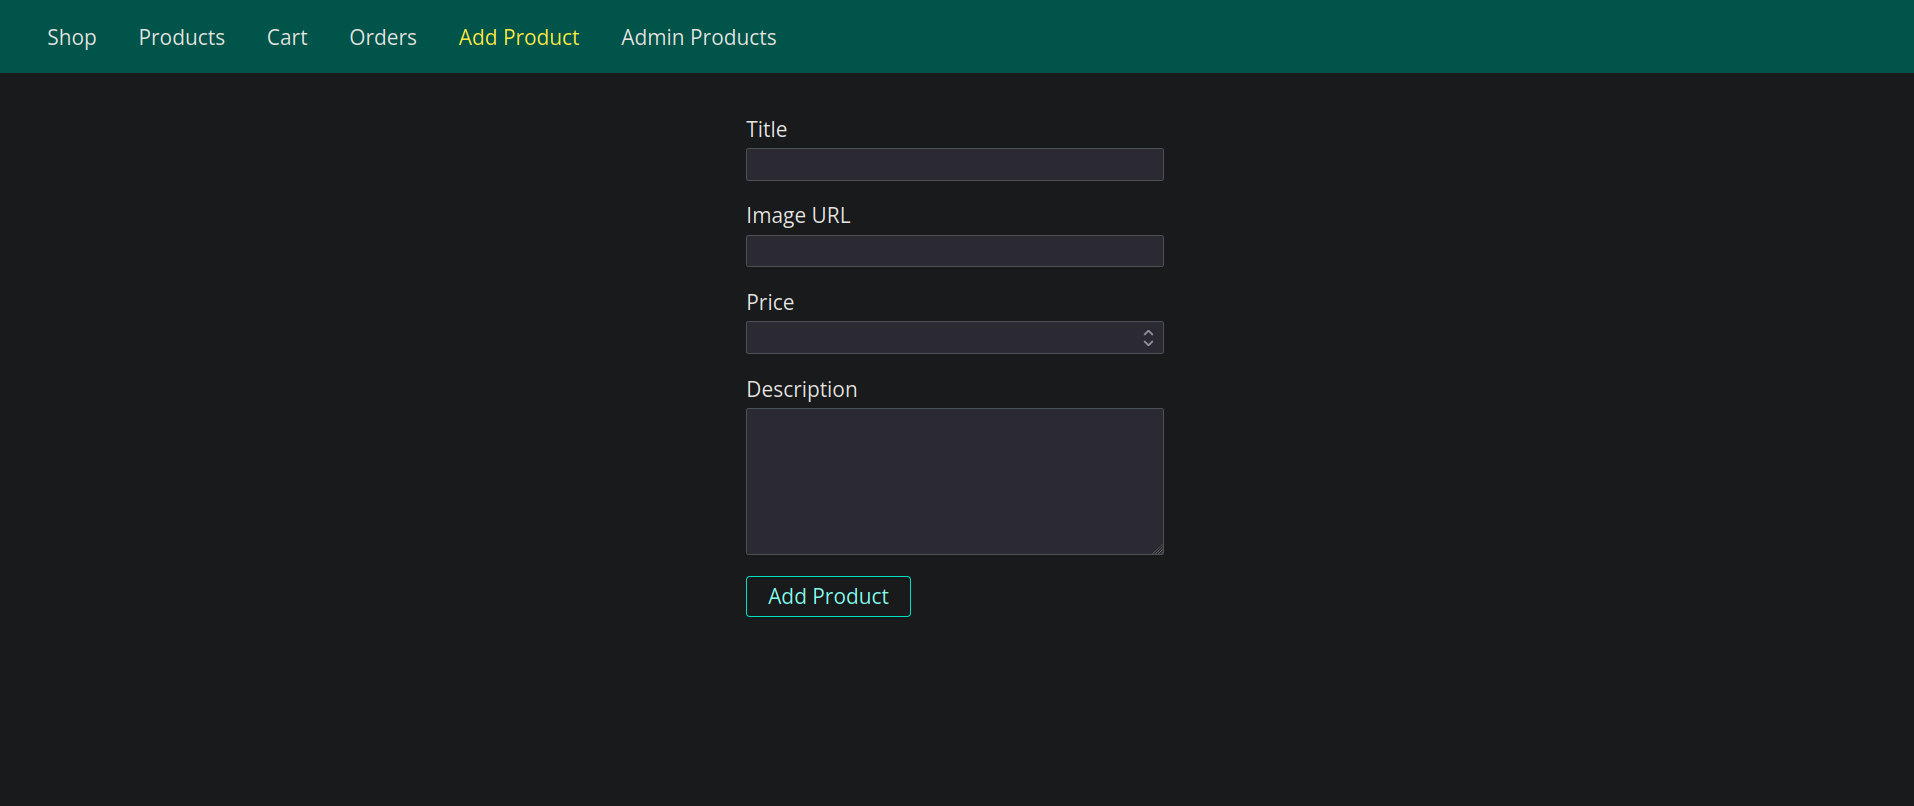 Shop Products Cart Orders Add Product Admin Products
Title
Image URL
Price
Description
Add Product